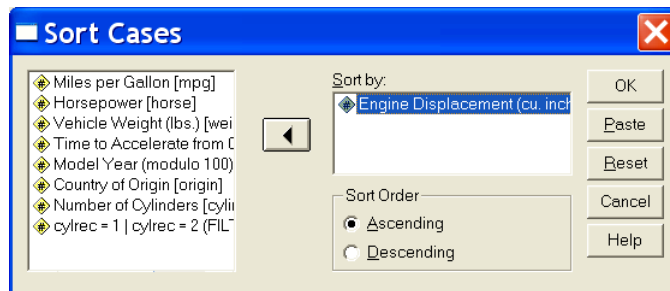 Sort Cases
Miles per Gallon [mpg]
Horsepower [horse]
Vehicle Weight (lbs.) [wei
Time to Accelerate from 0
Model Year (modulo 100)
Country of Origin [origin]
Number of Cylinders [cylin
cylrec = 1 | cylrec = 2 (FILT
Sort by:
Engine Displacement (cu. inch
Sort Order
Ascending
Descending
OK
Paste
Reset
Cancel
Help